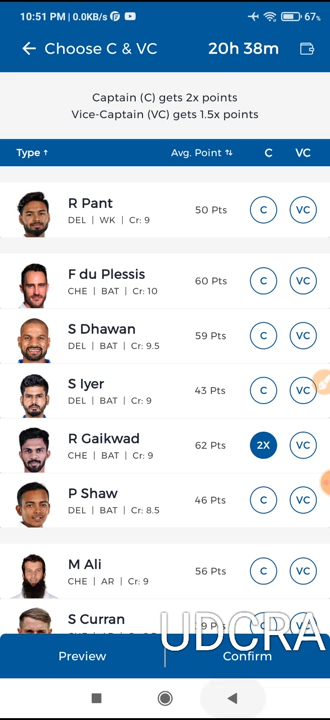 10:51 PM | 0.0KB/s
67%
Choose C & VC
20h 38m
Captain (C) gets 2x points
Vice-Captain (VC) gets 1.5x points
Type ↑ Avg. Point ↑↓ C VC
R Pant
DEL | WK | Cr: 9
50 Pts C VC
F du Plessis
CHE | BAT | Cr: 10
60 Pts C VC
S Dhawan
DEL | BAT | Cr: 9.5
59 Pts C VC
S Iyer
DEL | BAT | Cr: 9
43 Pts C VC
R Gaikwad
CHE | BAT | Cr: 9
62 Pts 2X VC
P Shaw
DEL | BAT | Cr: 8.5
46 Pts C VC
M Ali
CHE | AR | Cr: 9
56 Pts C VC
S Curran
UDCRA
Preview
Confirm